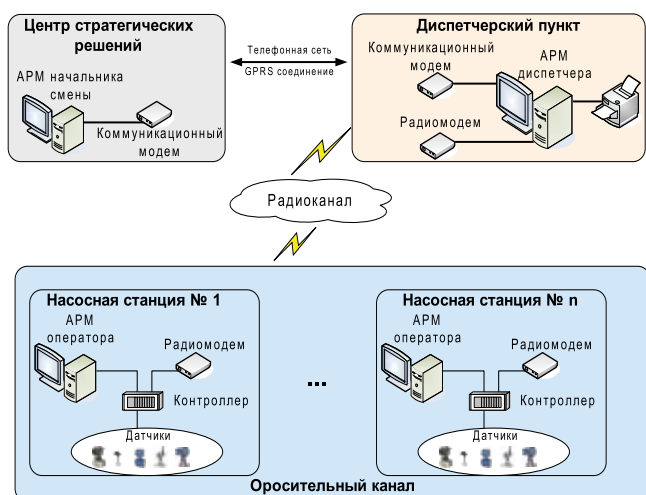 Центр стратегических
решений
АРМ начальника
смены
Коммуникационный
модем
Телефонная сеть
GPRS соединение
Диспетчерский пункт
Коммуникационный
модем
АРМ
диспетчера
Радиомодем
Радиоканал
Насосная станция № 1
АРМ
оператора
Радиомодем
Контроллер
Датчики
...
Насосная станция № n
АРМ
оператора
Радиомодем
Контроллер
Датчики
Оросительный канал